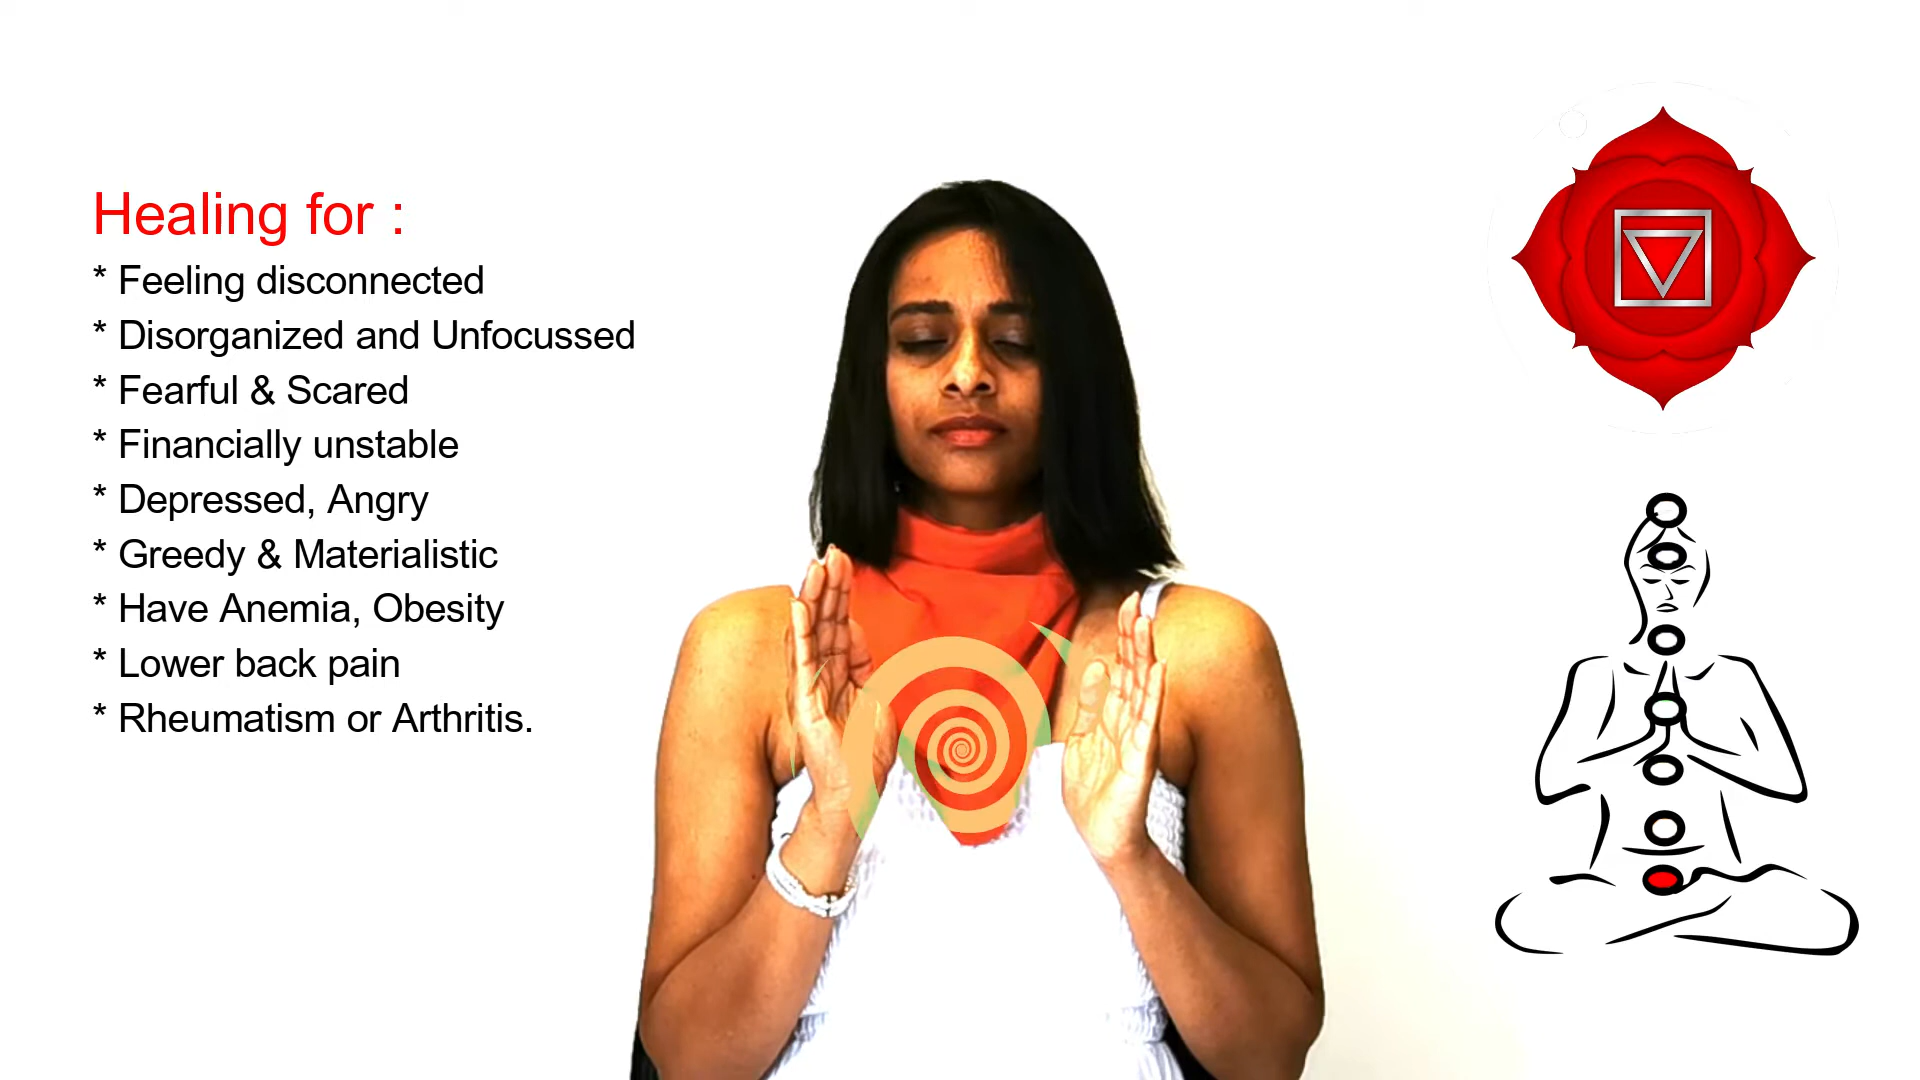 Healing for :
* Feeling disconnected
* Disorganized and Unfocussed
* Fearful & Scared
* Financially unstable
* Depressed, Angry
* Greedy & Materialistic
* Have Anemia, Obesity
* Lower back pain
* Rheumatism or Arthritis.